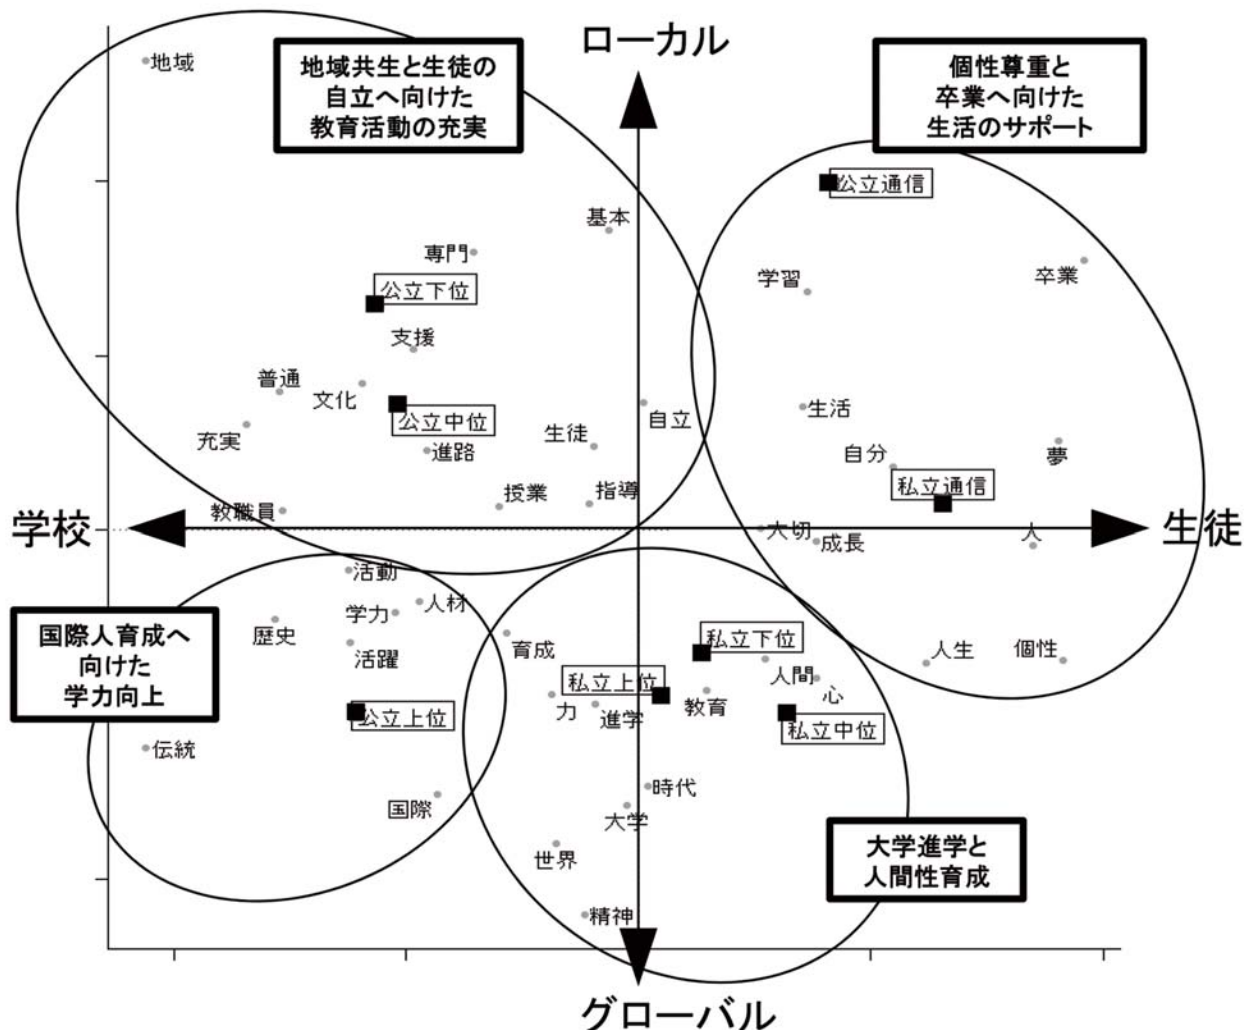 ローカル
地域
地域共生と生徒の
自立へ向けた
教育活動の充実
個性尊重と
卒業へ向けた
生活のサポート
公立通信
基本
専門
学習
卒業
公立下位
支援
普通
文化
公立中位
生活
自立
充実
進路
生徒
自分
夢
私立通信
授業
指導
教職員
学校
生徒
大切
成長
人
活動
人材
学力
国際人育成へ
向けた
学力向上
歴史
活躍
育成
私立下位
人生
個性
私立上位
人間
心
力
進学
教育
公立上位
私立中位
伝統
時代
国際
大学
世界
大学進学と
人間性育成
精神
グローバル